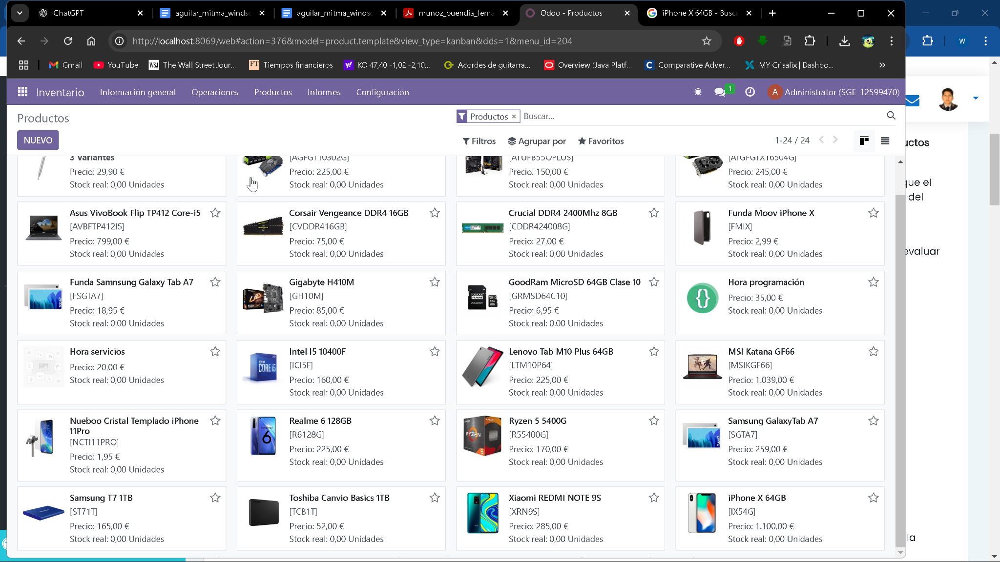 ChatGPT
aguilar_mitma_windsc
aguilar_mitma_windsc
munoz_buendia_ferna
Odoo - Productos
iPhone X 64GB - Busca
http://localhost:8069/web#action=376&model=product.template&view_type=kanban&cids=1&menu_id=204
W
Gmail
YouTube
WSJ
The Wall Street Jour...
FT
Tiempos financieros
KO 47,40 -1,02 -2,10...
Acordes de guitarra...
Overview (Java Platf...
Comparative Adver...
MY Crisalix | Dashbo...
Inventario
Información general
Operaciones
Productos
Informes
Configuración
1
A
Administrator (SGE-12599470)
Productos
Productos ×
Buscar...
NUEVO
Filtros
Agrupar por
Favoritos
1-24 / 24
3 Variantes
Precio: 29,90 €
Stock real: 0,00 Unidades
[AGFGT10302G]
Precio: 225,00 €
Stock real: 0,00 Unidades
[ATUFB55OPLUS]
Precio: 150,00 €
Stock real: 0,00 Unidades
[ATGFGTX16504G]
Precio: 245,00 €
Stock real: 0,00 Unidades
Asus VivoBook Flip TP412 Core-i5
[AVBFTP412I5]
Precio: 799,00 €
Stock real: 0,00 Unidades
Corsair Vengeance DDR4 16GB
[CVDDR416GB]
Precio: 75,00 €
Stock real: 0,00 Unidades
Crucial DDR4 2400Mhz 8GB
[CDDR424008G]
Precio: 27,00 €
Stock real: 0,00 Unidades
Funda Moov iPhone X
[FMIX]
Precio: 2,99 €
Stock real: 0,00 Unidades
Funda Samnsung Galaxy Tab A7
[FSGTA7]
Precio: 18,95 €
Stock real: 0,00 Unidades
Gigabyte H410M
[GH10M]
Precio: 85,00 €
Stock real: 0,00 Unidades
GoodRam MicroSD 64GB Clase 10
[GRMSD64C10]
Precio: 6,95 €
Stock real: 0,00 Unidades
Hora programación
Precio: 35,00 €
Stock real: 0,00 Unidades
Hora servicios
Precio: 20,00 €
Stock real: 0,00 Unidades
Intel I5 10400F
[ICI5F]
Precio: 160,00 €
Stock real: 0,00 Unidades
Lenovo Tab M10 Plus 64GB
[LTM10P64]
Precio: 225,00 €
Stock real: 0,00 Unidades
MSI Katana GF66
[MSIKGF66]
Precio: 1.039,00 €
Stock real: 0,00 Unidades
Nueboo Cristal Templado iPhone
11Pro
[NCTI11PRO]
Precio: 1,95 €
Stock real: 0,00 Unidades
Realme 6 128GB
[R6128G]
Precio: 225,00 €
Stock real: 0,00 Unidades
Ryzen 5 5400G
[R55400G]
Precio: 170,00 €
Stock real: 0,00 Unidades
Samsung GalaxyTab A7
[SGTA7]
Precio: 259,00 €
Stock real: 0,00 Unidades
Samsung T7 1TB
[ST71T]
Precio: 165,00 €
Stock real: 0,00 Unidades
Toshiba Canvio Basics 1TB
[TCB1T]
Precio: 52,00 €
Stock real: 0,00 Unidades
Xiaomi REDMI NOTE 9S
[XRN9S]
Precio: 285,00 €
Stock real: 0,00 Unidades
iPhone X 64GB
[IX54G]
Precio: 1.100,00 €
Stock real: 0,00 Unidades
uctos
que el
del
evaluar
la